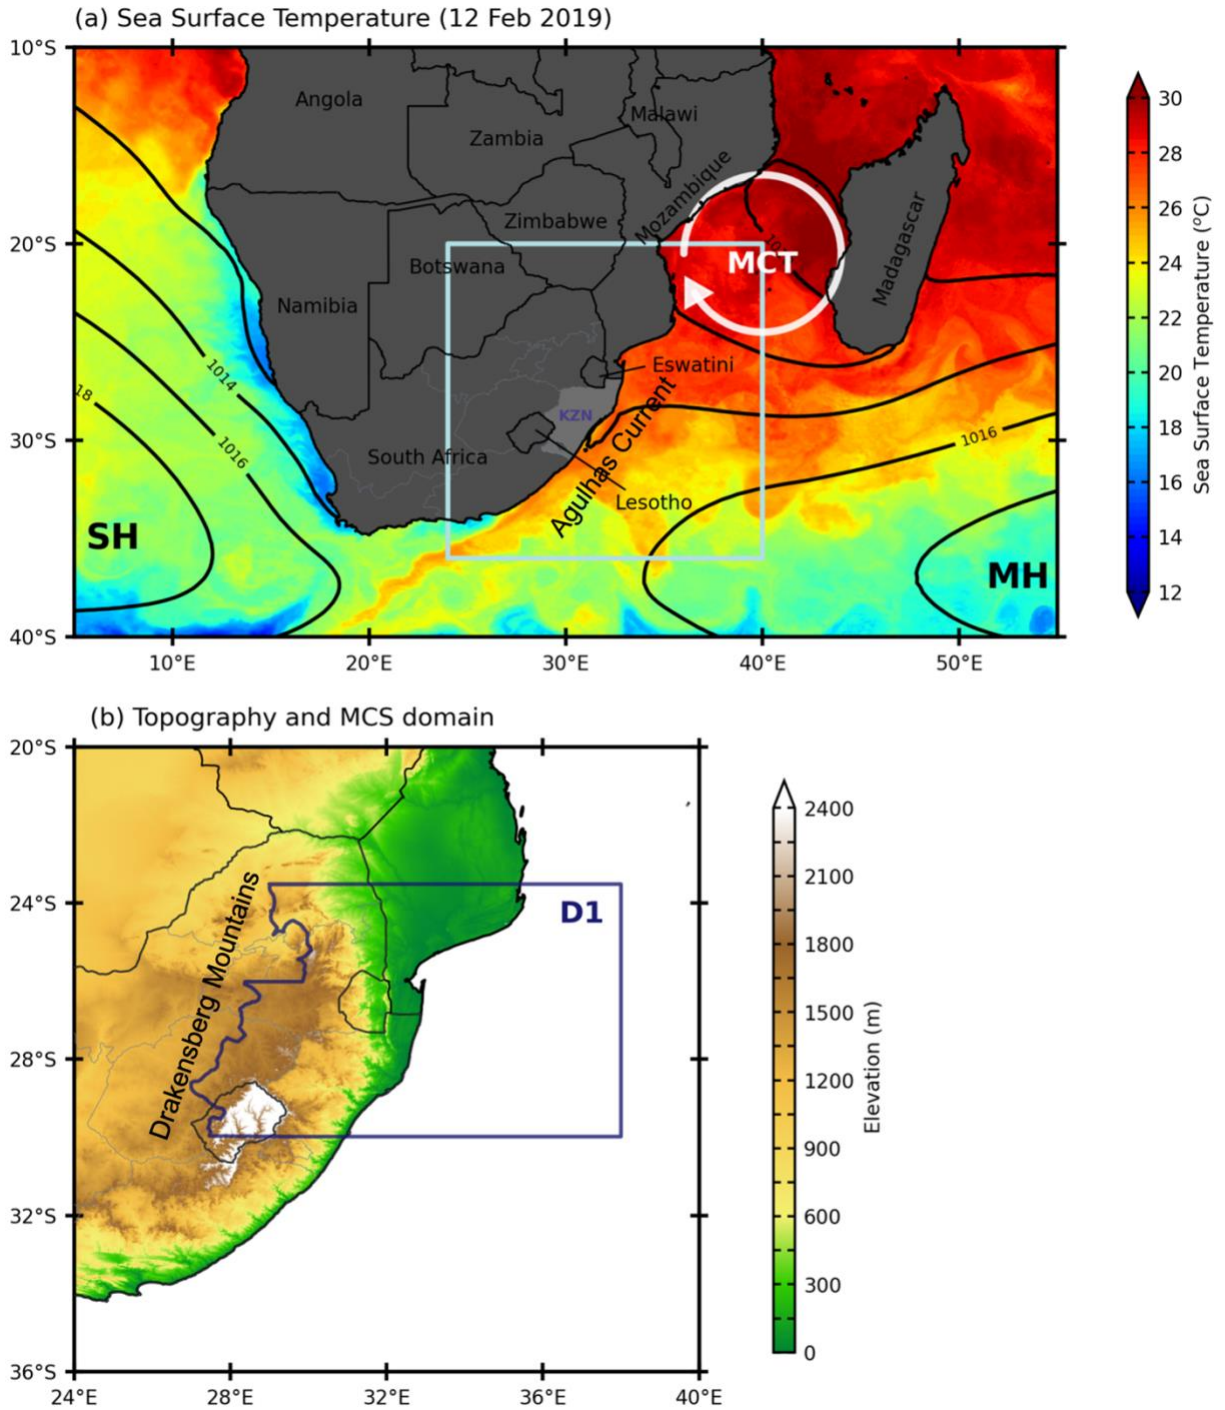 (a) Sea Surface Temperature (12 Feb 2019)
10°S
20°S
30°S
40°S
10°E
20°E
30°E
40°E
50°E
Angola
Zambia
Malawi
Mozambique
Zimbabwe
Botswana
Namibia
Madagascar
MCT
Eswatini
KZN
Agulhas Current
South Africa
Lesotho
1014
1016
18
1016
SH
MH
30
28
26
24
22
20
18
16
14
12
Sea Surface Temperature (°C)
(b) Topography and MCS domain
20°S
24°S
28°S
32°S
36°S
24°E
28°E
32°E
36°E
40°E
Drakensberg Mountains
D1
2400
2100
1800
1500
1200
900
600
300
0
Elevation (m)